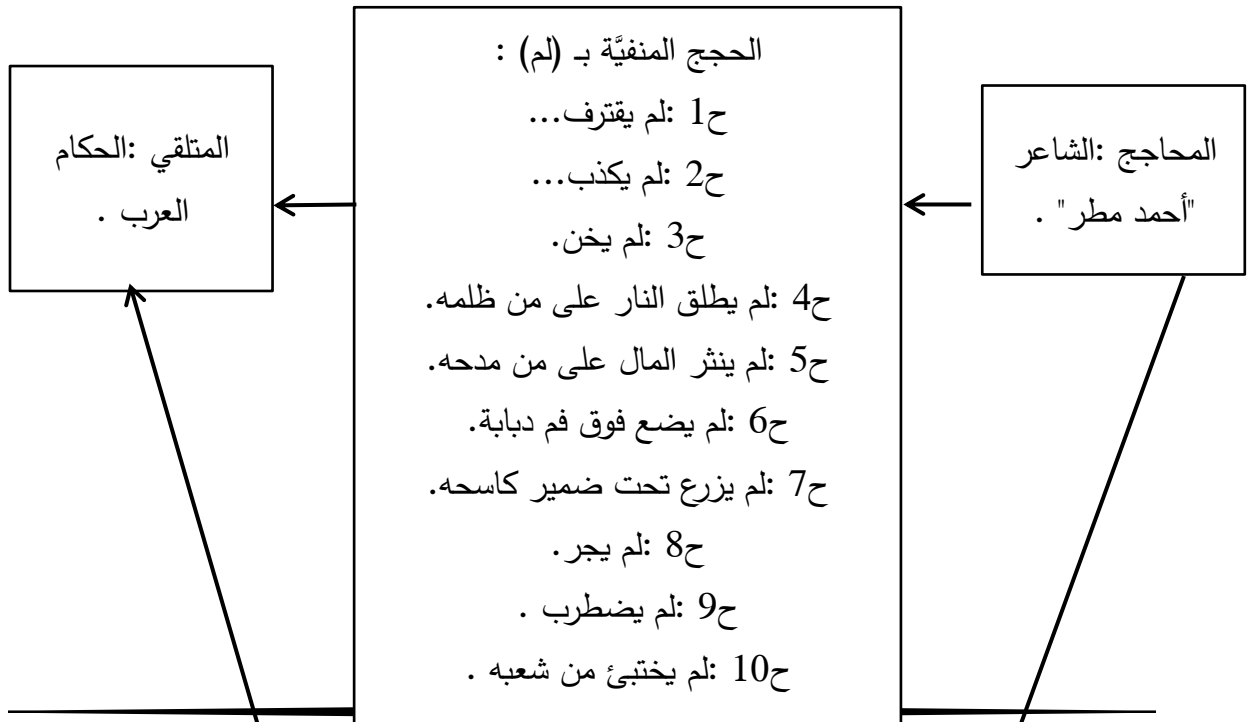 المحاجج :الشاعر
"أحمد مطر" .
الحجج المنفيَّة بـ (لم) :
ح1 :لم يقترف...
ح2 :لم يكذب...
ح3 :لم يخن.
ح4 :لم يطلق النار على من ظلمه.
ح5 :لم ينثر المال على من مدحه.
ح6 :لم يضع فوق فم دبابة.
ح7 :لم يزرع تحت ضمير كاسحه.
ح8 :لم يجر.
ح9 :لم يضطرب .
ح10 :لم يختبئ من شعبه .
المتلقي :الحكام
العرب .